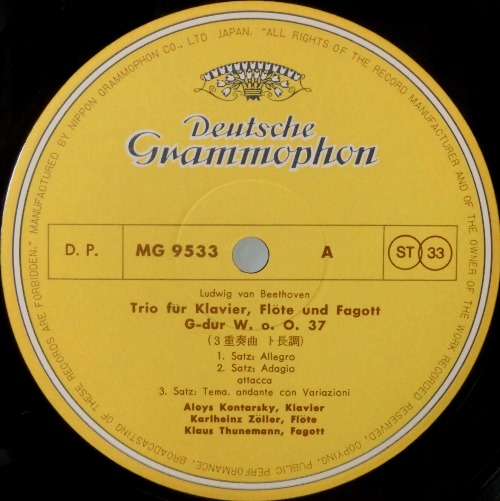 MANUFACTURED BY NIPPON GRAMMOPHON CO., LTD JAPAN. "ALL RIGHTS OF THE RECORD MANUFACTURER AND OF THE OWNER OF THE WORK RECORDED RESERVED. COPYING, PUBLIC PERFORMANCE, BROADCASTING OF THESE RECORDS ARE FORBIDDEN."
Deutsche
Grammophon
D. P. MG 9533 A ST 33
Ludwig van Beethoven
Trio für Klavier, Flöte und Fagott
G-dur W. o. O. 37
(3重奏曲 ト長調)
1. Satz: Allegro
2. Satz: Adagio
attacca
3. Satz: Tema. andante con Variazioni
Aloys Kontarsky, Klavier
Karlheinz Zöller, Flöte
Klaus Thunemann, Fagott